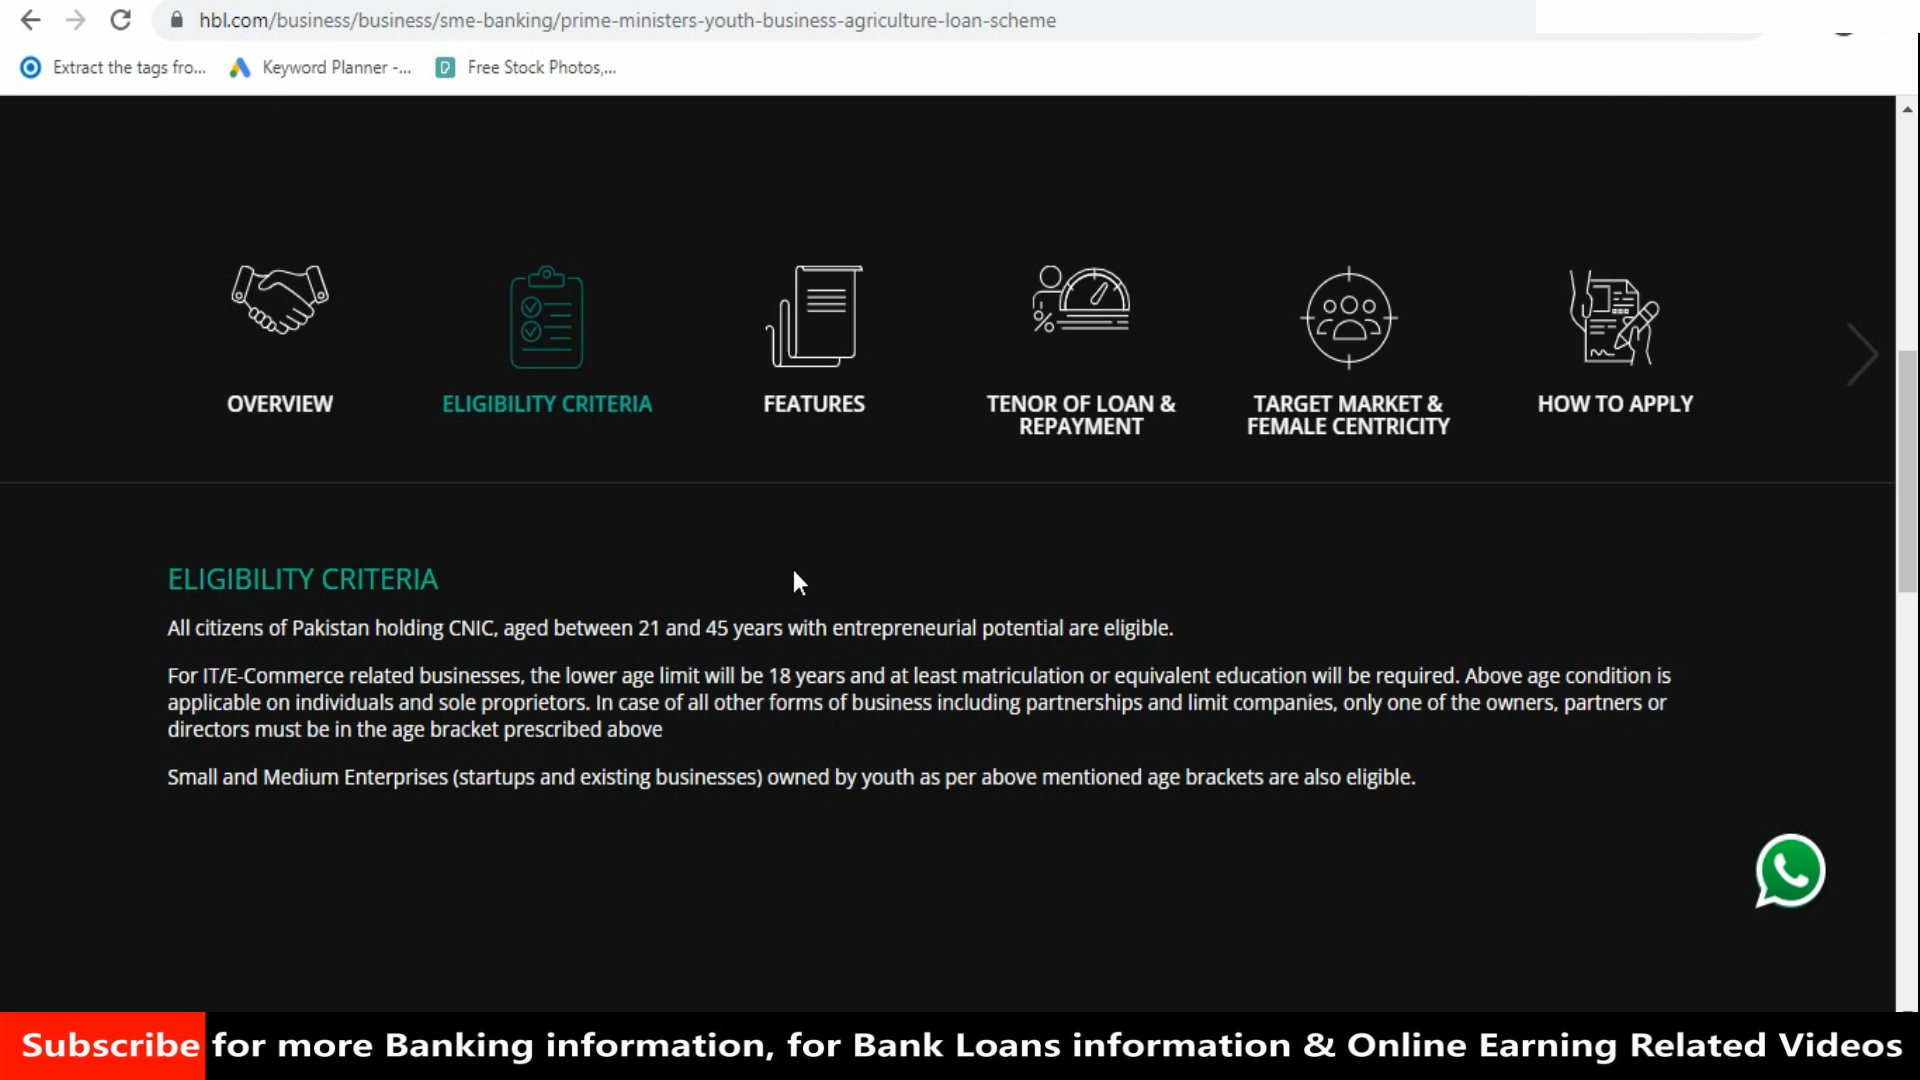 hbl.com/business/business/sme-banking/prime-ministers-youth-business-agriculture-loan-scheme
Extract the tags fro... Keyword Planner -... Free Stock Photos,...
OVERVIEW
ELIGIBILITY CRITERIA
FEATURES
TENOR OF LOAN &
REPAYMENT
TARGET MARKET &
FEMALE CENTRICITY
HOW TO APPLY
ELIGIBILITY CRITERIA
All citizens of Pakistan holding CNIC, aged between 21 and 45 years with entrepreneurial potential are eligible.
For IT/E-Commerce related businesses, the lower age limit will be 18 years and at least matriculation or equivalent education will be required. Above age condition is
applicable on individuals and sole proprietors. In case of all other forms of business including partnerships and limit companies, only one of the owners, partners or
directors must be in the age bracket prescribed above
Small and Medium Enterprises (startups and existing businesses) owned by youth as per above mentioned age brackets are also eligible.
Subscribe for more Banking information, for Bank Loans information & Online Earning Related Videos